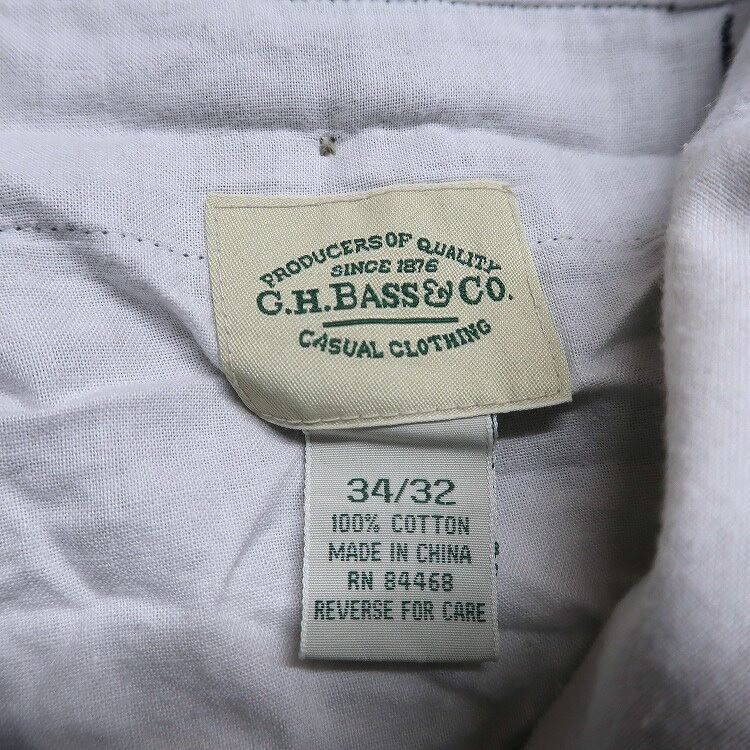 PRODUCERS OF QUALITY
SINCE 1876
G.H. BASS & CO.
CASUAL CLOTHING
34/32
100% COTTON
MADE IN CHINA
RN 84468
REVERSE FOR CARE